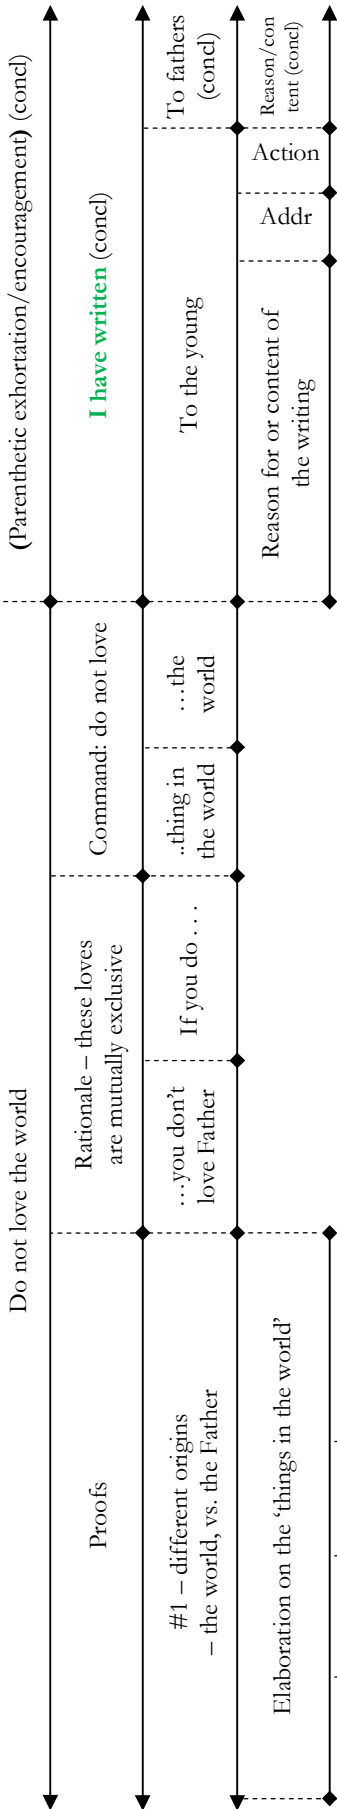 (Parenthetic exhortation/encouragement) (concl)
Do not love the world
I have written (concl)
Command: do not love
Rationale – these loves
are mutually exclusive
Proofs
To fathers
(concl)
To the young
…the
world
..thing in
the world
If you do . . . .
…you don't
love Father
#1 – different origins
– the world, vs. the Father
Reason/con
tent (concl)
Action
Addr
Reason for or content of
the writing
Elaboration on the ‘things in the world’